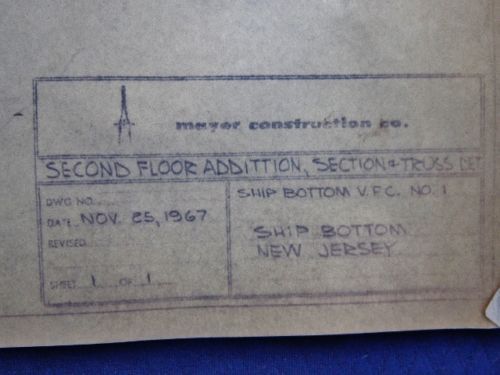 mayer construction co.
SECOND FLOOR ADDITTION, SECTION & TRUSS DET
DWG NO.
DATE NOV. 25, 1967
REVISED
SHEET 1 OF 1
SHIP BOTTOM V.F.C. NO. 1
SHIP BOTTOM
NEW JERSEY